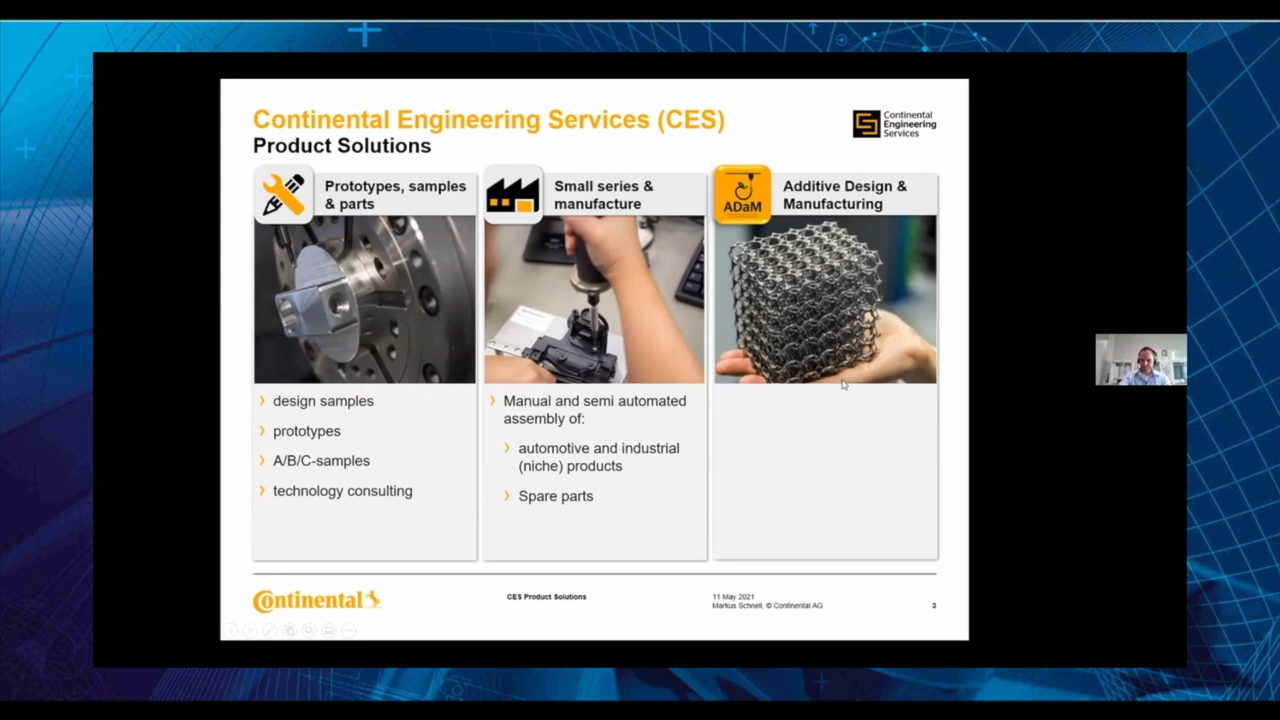 Continental Engineering Services (CES)
Product Solutions
Continental
Engineering
Services
Prototypes, samples
& parts
Small series &
manufacture
ADaM
Additive Design &
Manufacturing
design samples
prototypes
A/B/C-samples
technology consulting
Manual and semi automated
assembly of:
automotive and industrial
(niche) products
Spare parts
Continental
CES Product Solutions
11 May 2021
Markus Schnell, © Continental AG
3